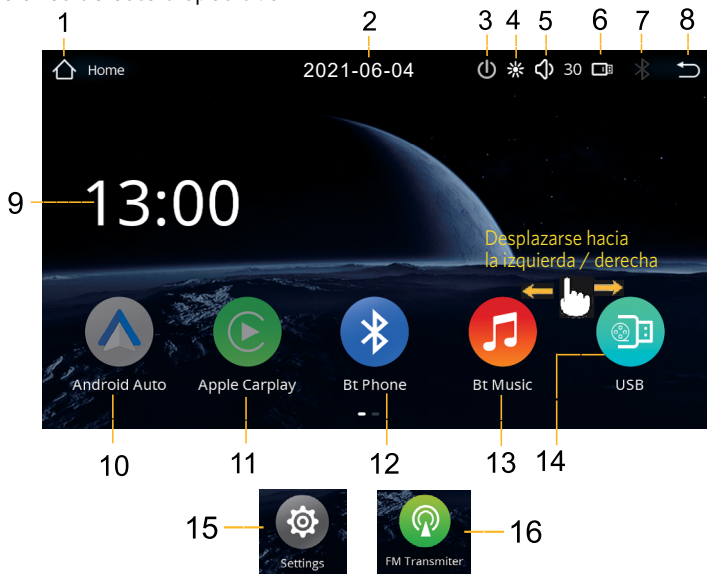 1 2 3 4 5 6 7 8
Home 2021-06-04 30
9 13:00
Desplazarse hacia
la izquierda / derecha
Android Auto Apple Carplay Bt Phone Bt Music USB
10 11 12 13 14
15 16
Settings FM Transmiter